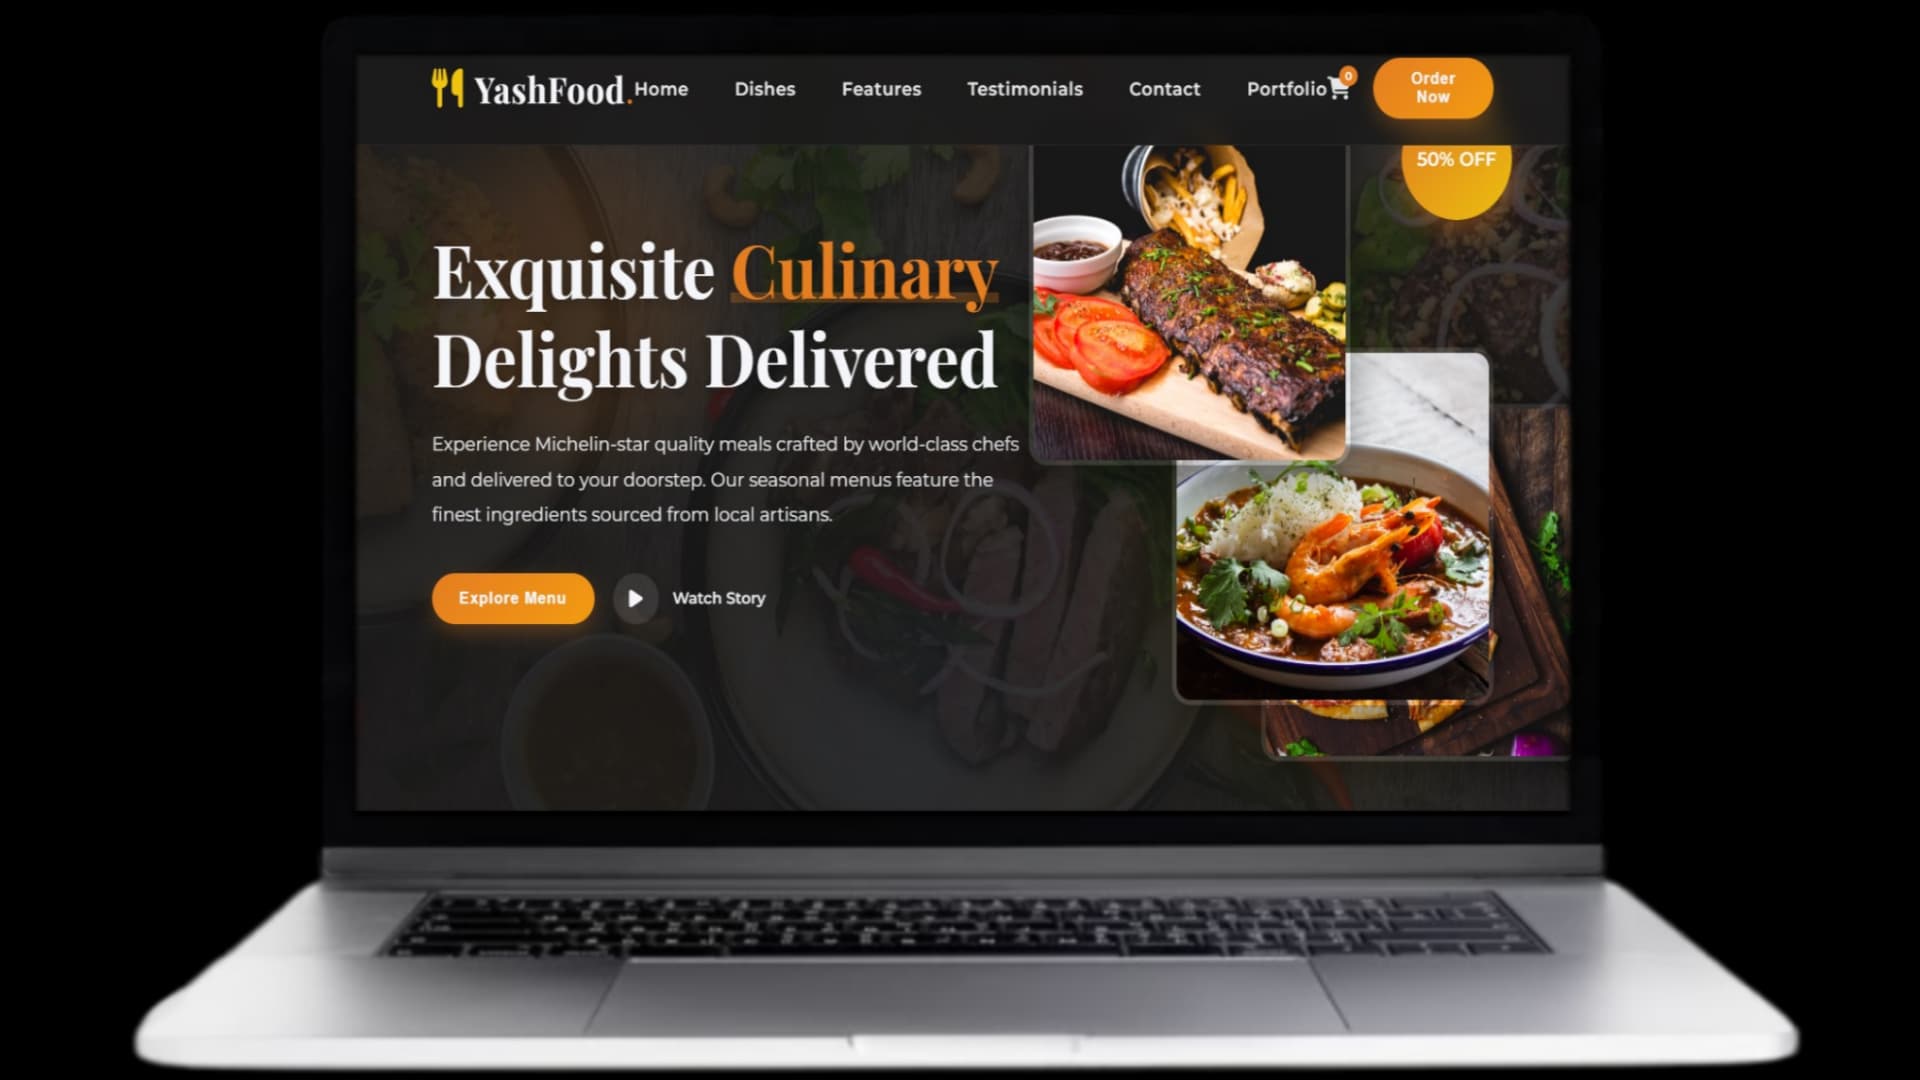 YashFood.
Home
Dishes
Features
Testimonials
Contact
Portfolio
0
Order
Now
50% OFF
Exquisite Culinary
Delights Delivered
Experience Michelin-star quality meals crafted by world-class chefs
and delivered to your doorstep. Our seasonal menus feature the
finest ingredients sourced from local artisans.
Explore Menu
Watch Story